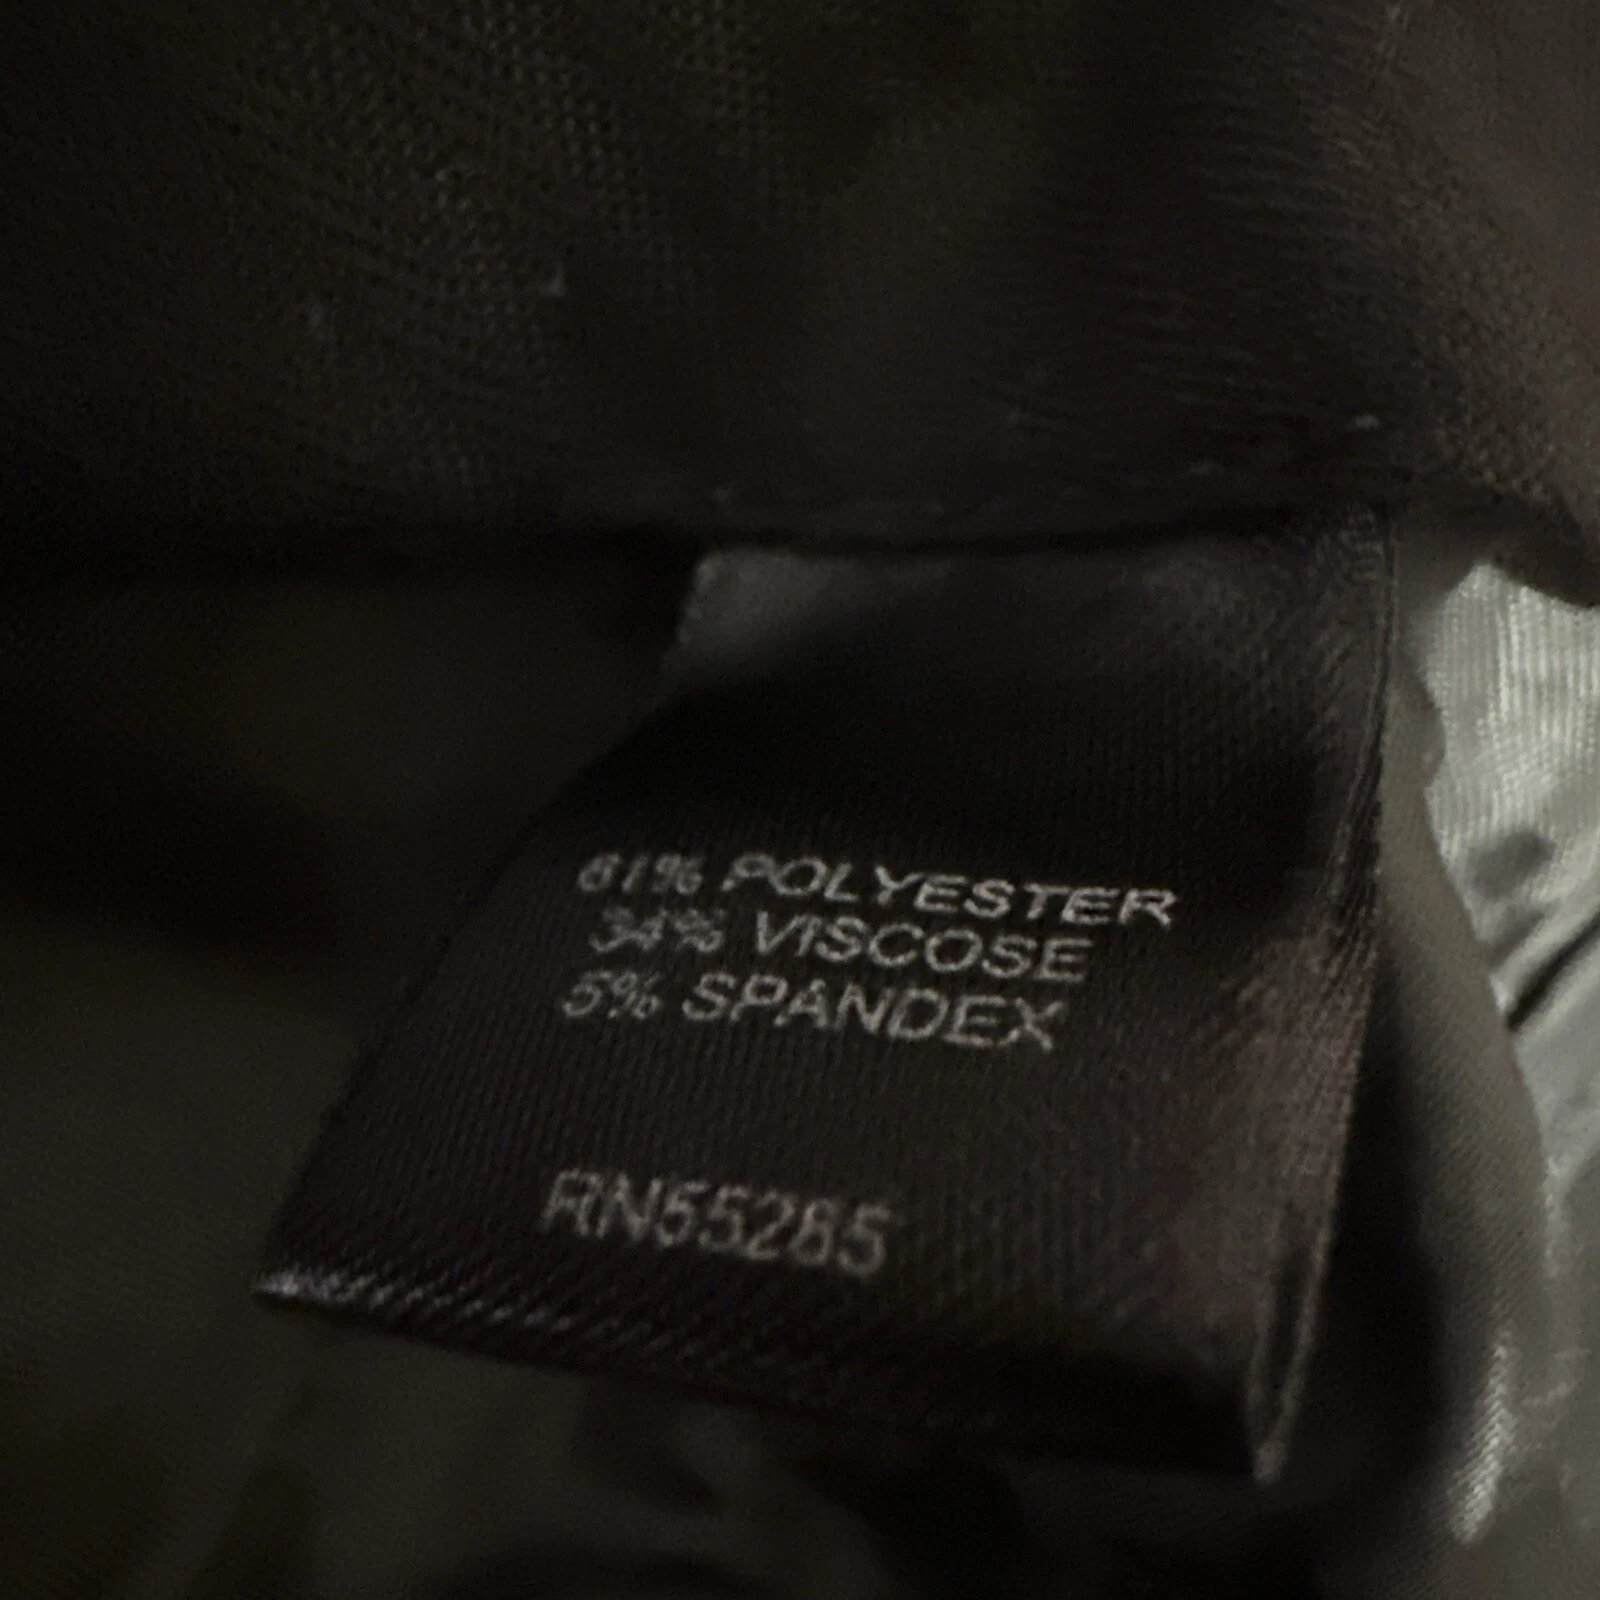 61% POLYESTER
34% VISCOSE
5% SPANDEX
RN55285